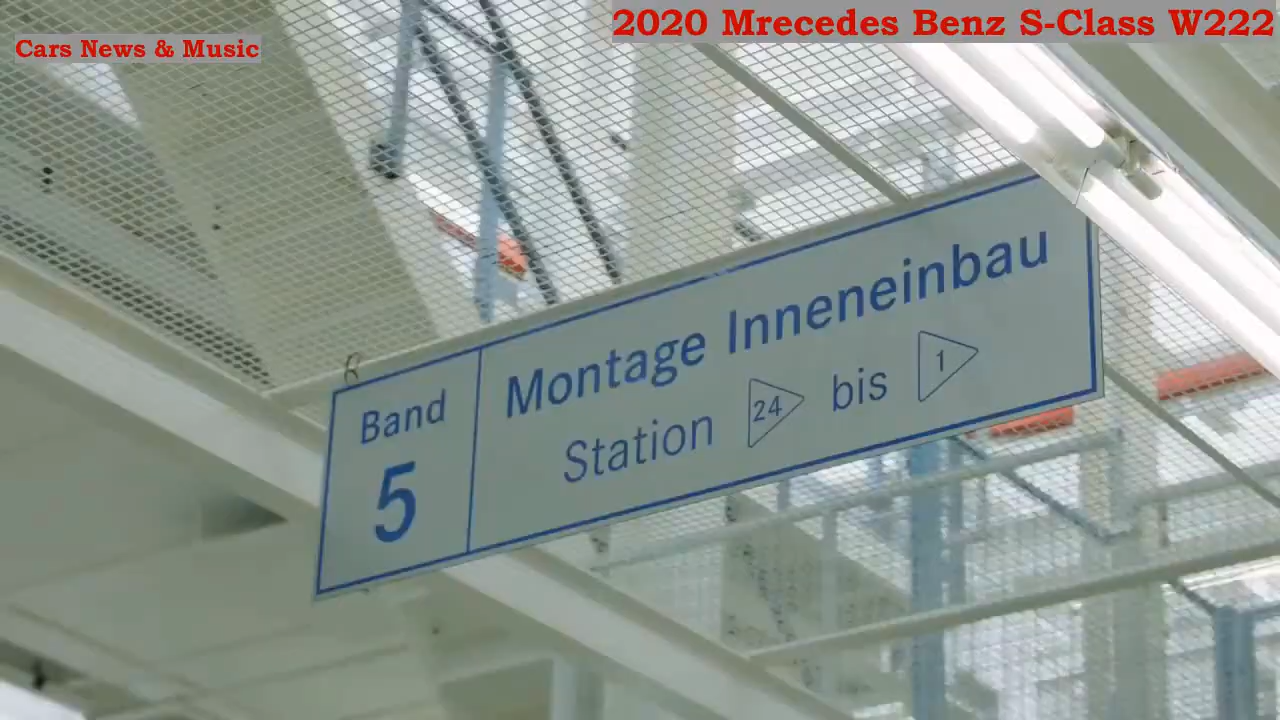 2020 Mrecedes Benz S-Class W222
Cars News & Music
Band
5
Montage Inneneinbau
Station 24 bis 1